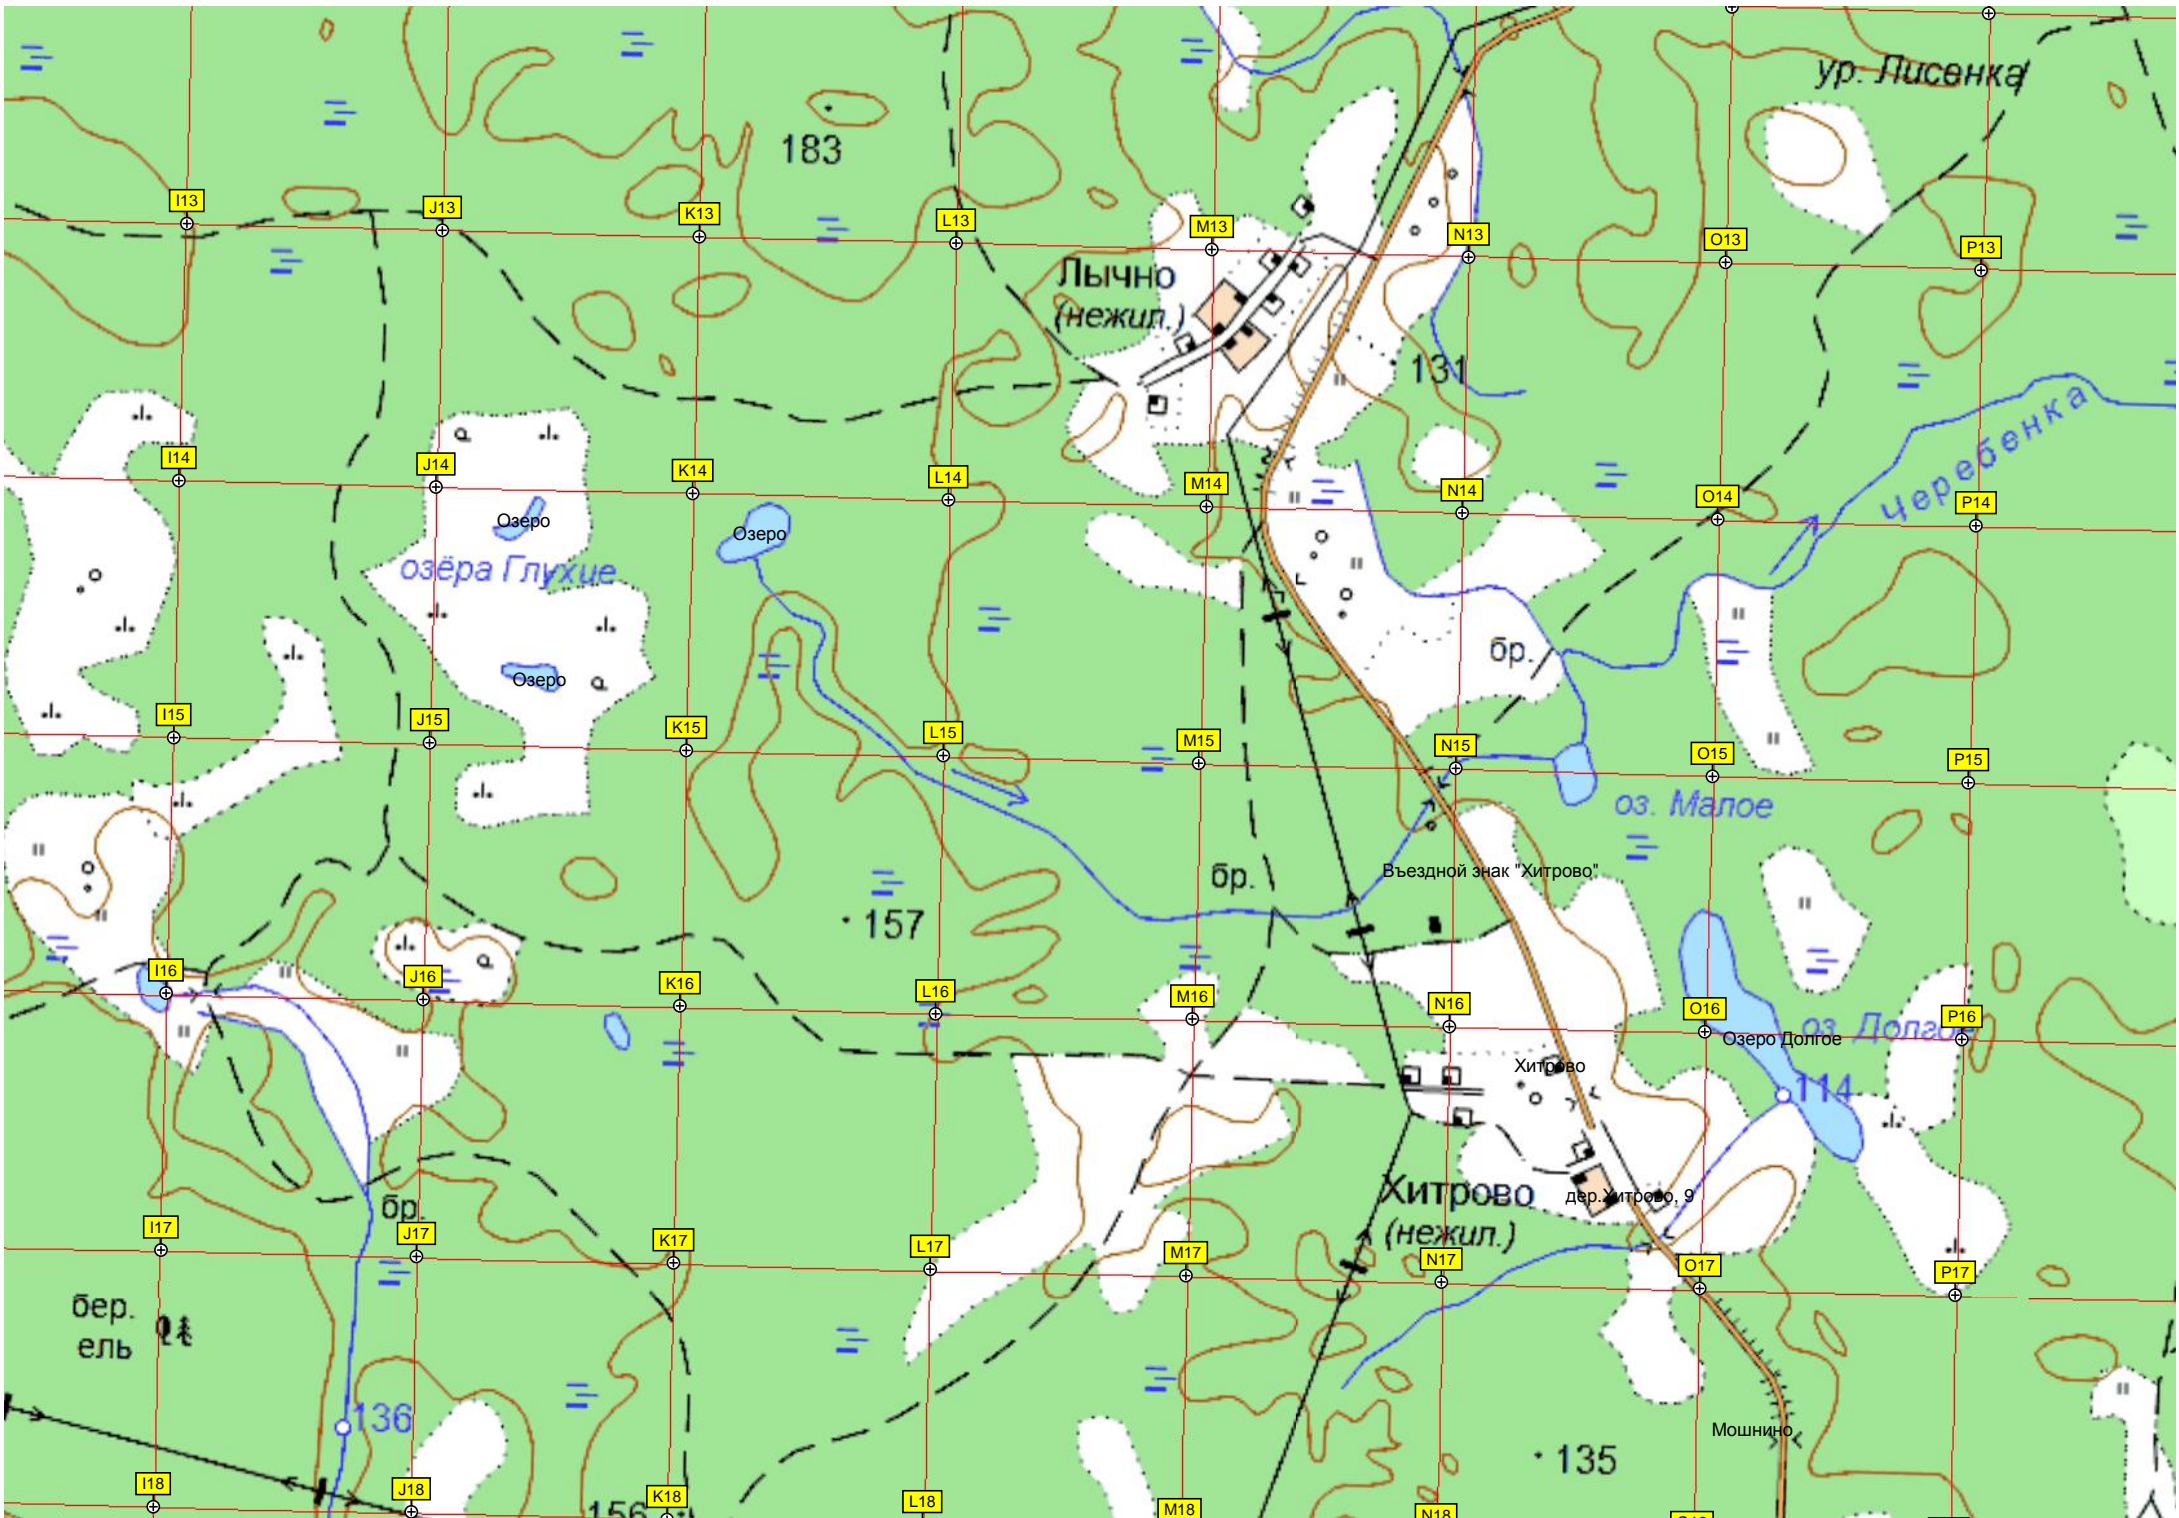 ур. Лисенка
183
I13
J13
K13
L13
M13
N13
O13
P13
Лычно
(нежил.)
131
Черебенка
I14
J14
K14
L14
M14
N14
O14
P14
Озеро
Озеро
озёра Глухие
бр.
Озеро
I15
J15
K15
L15
M15
N15
O15
P15
оз. Малое
бр.
Въездной знак "Хитрово"
157
I16
J16
K16
L16
M16
N16
O16
P16
оз. Долгое
Озеро Долгое
Хитрово
114
Хитрово
дер.Хитрово, 9
(нежил.)
бр.
I17
J17
K17
L17
M17
N17
O17
P17
бер.
ель
136
Мошнино
135
I18
J18
156
K18
L18
M18
N18